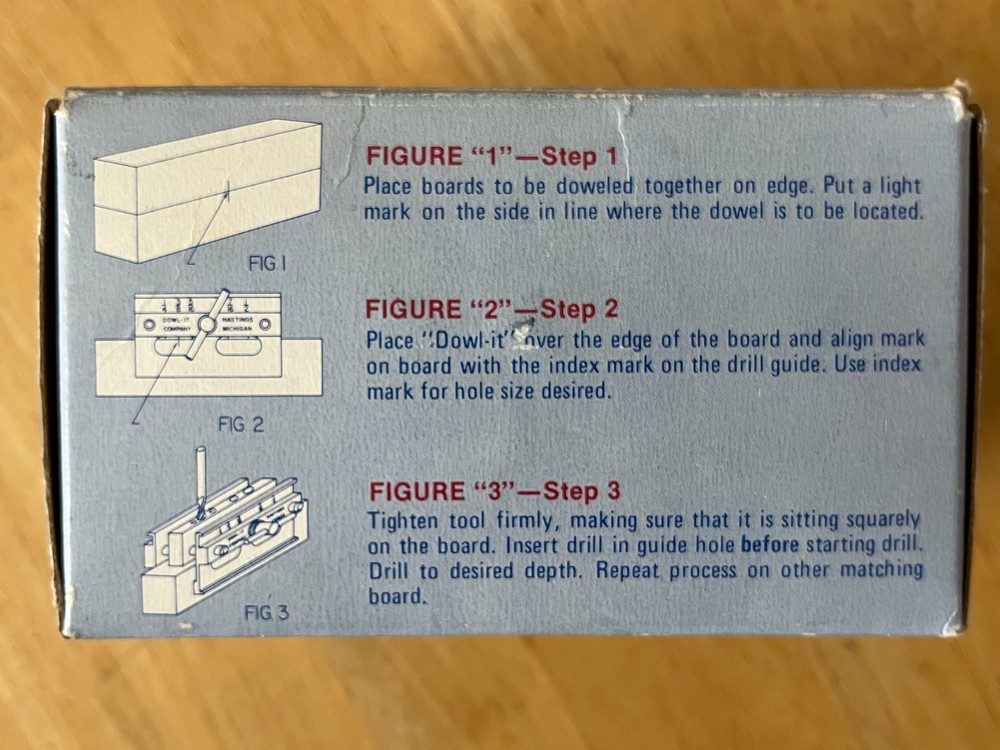 FIGURE “1”—Step 1
Place boards to be doweled together on edge. Put a light
mark on the side in line where the dowel is to be located.
FIG.1
DOWL-IT
COMPANY
HASTINGS
MICHIGAN
FIG 2
FIGURE “2”—Step 2
Place “Dowl-it” over the edge of the board and align mark
on board with the index mark on the drill guide. Use index
mark for hole size desired.
FIGURE “3”—Step 3
Tighten tool firmly, making sure that it is sitting squarely
on the board. Insert drill in guide hole before starting drill.
Drill to desired depth. Repeat process on other matching
board.
FIG 3